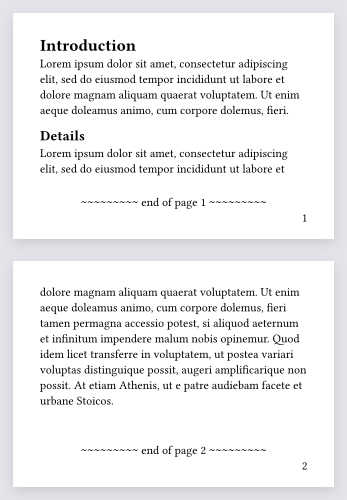 Introduction
Lorem ipsum dolor sit amet, consectetur adipiscing
elit, sed do eiusmod tempor incididunt ut labore et
dolore magnam aliquam quaerat voluptatem. Ut enim
aeque doleamus animo, cum corpore dolemus, fieri.
Details
Lorem ipsum dolor sit amet, consectetur adipiscing
elit, sed do eiusmod tempor incididunt ut labore et
~~~~~~~~~ end of page 1 ~~~~~~~~~
1
dolore magnam aliquam quaerat voluptatem. Ut enim
aeque doleamus animo, cum corpore dolemus, fieri
tamen permagna accessio potest, si aliquod aeternum
et infinitum impendere malum nobis opinemur. Quod
idem licet transferre in voluptatem, ut postea variari
voluptas distinguique possit, augeri amplificarique non
possit. At etiam Athenis, ut e patre audiebam facete et
urbane Stoicos.
~~~~~~~~~ end of page 2 ~~~~~~~~~
2